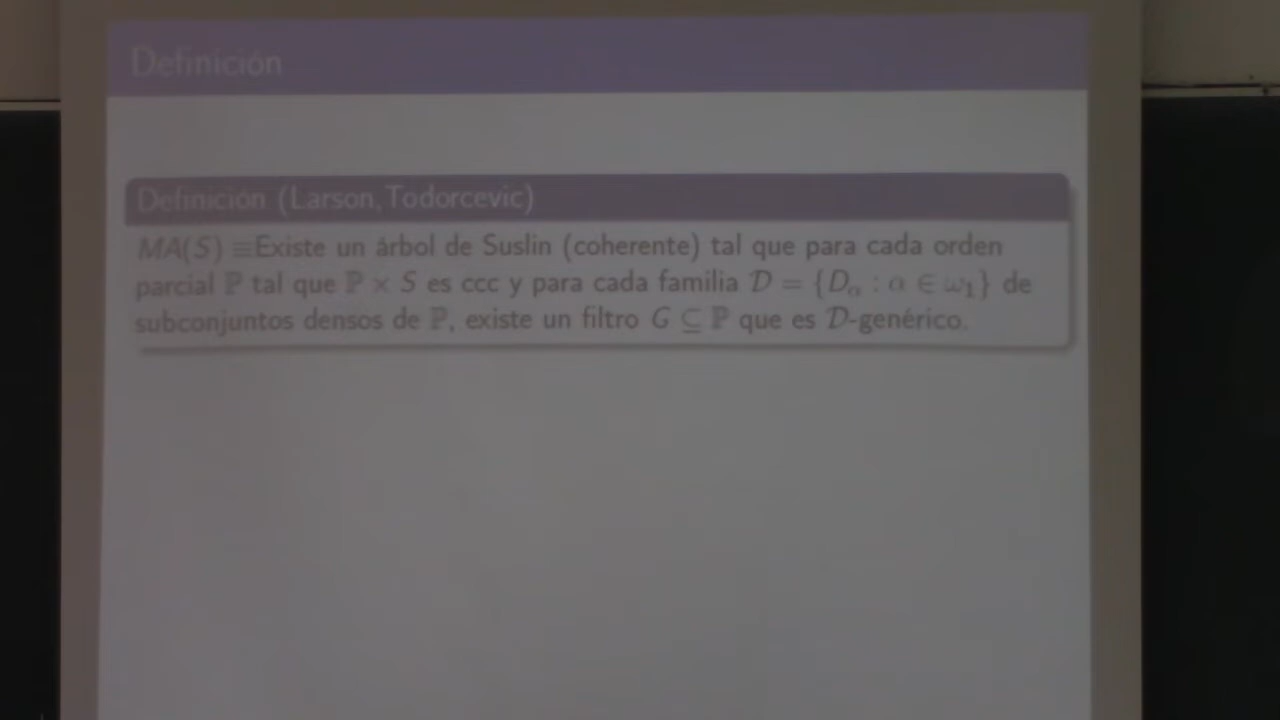 Definición
Definición (Larson,Todorcevic)
MA(S) ≡Existe un árbol de Suslin (coherente) tal que para cada orden
parcial ℙ tal que ℙ × S es ccc y para cada familia 𝒟 = {D_α : α ∈ ω₁} de
subconjuntos densos de ℙ, existe un filtro G ⊆ ℙ que es 𝒟-genérico.